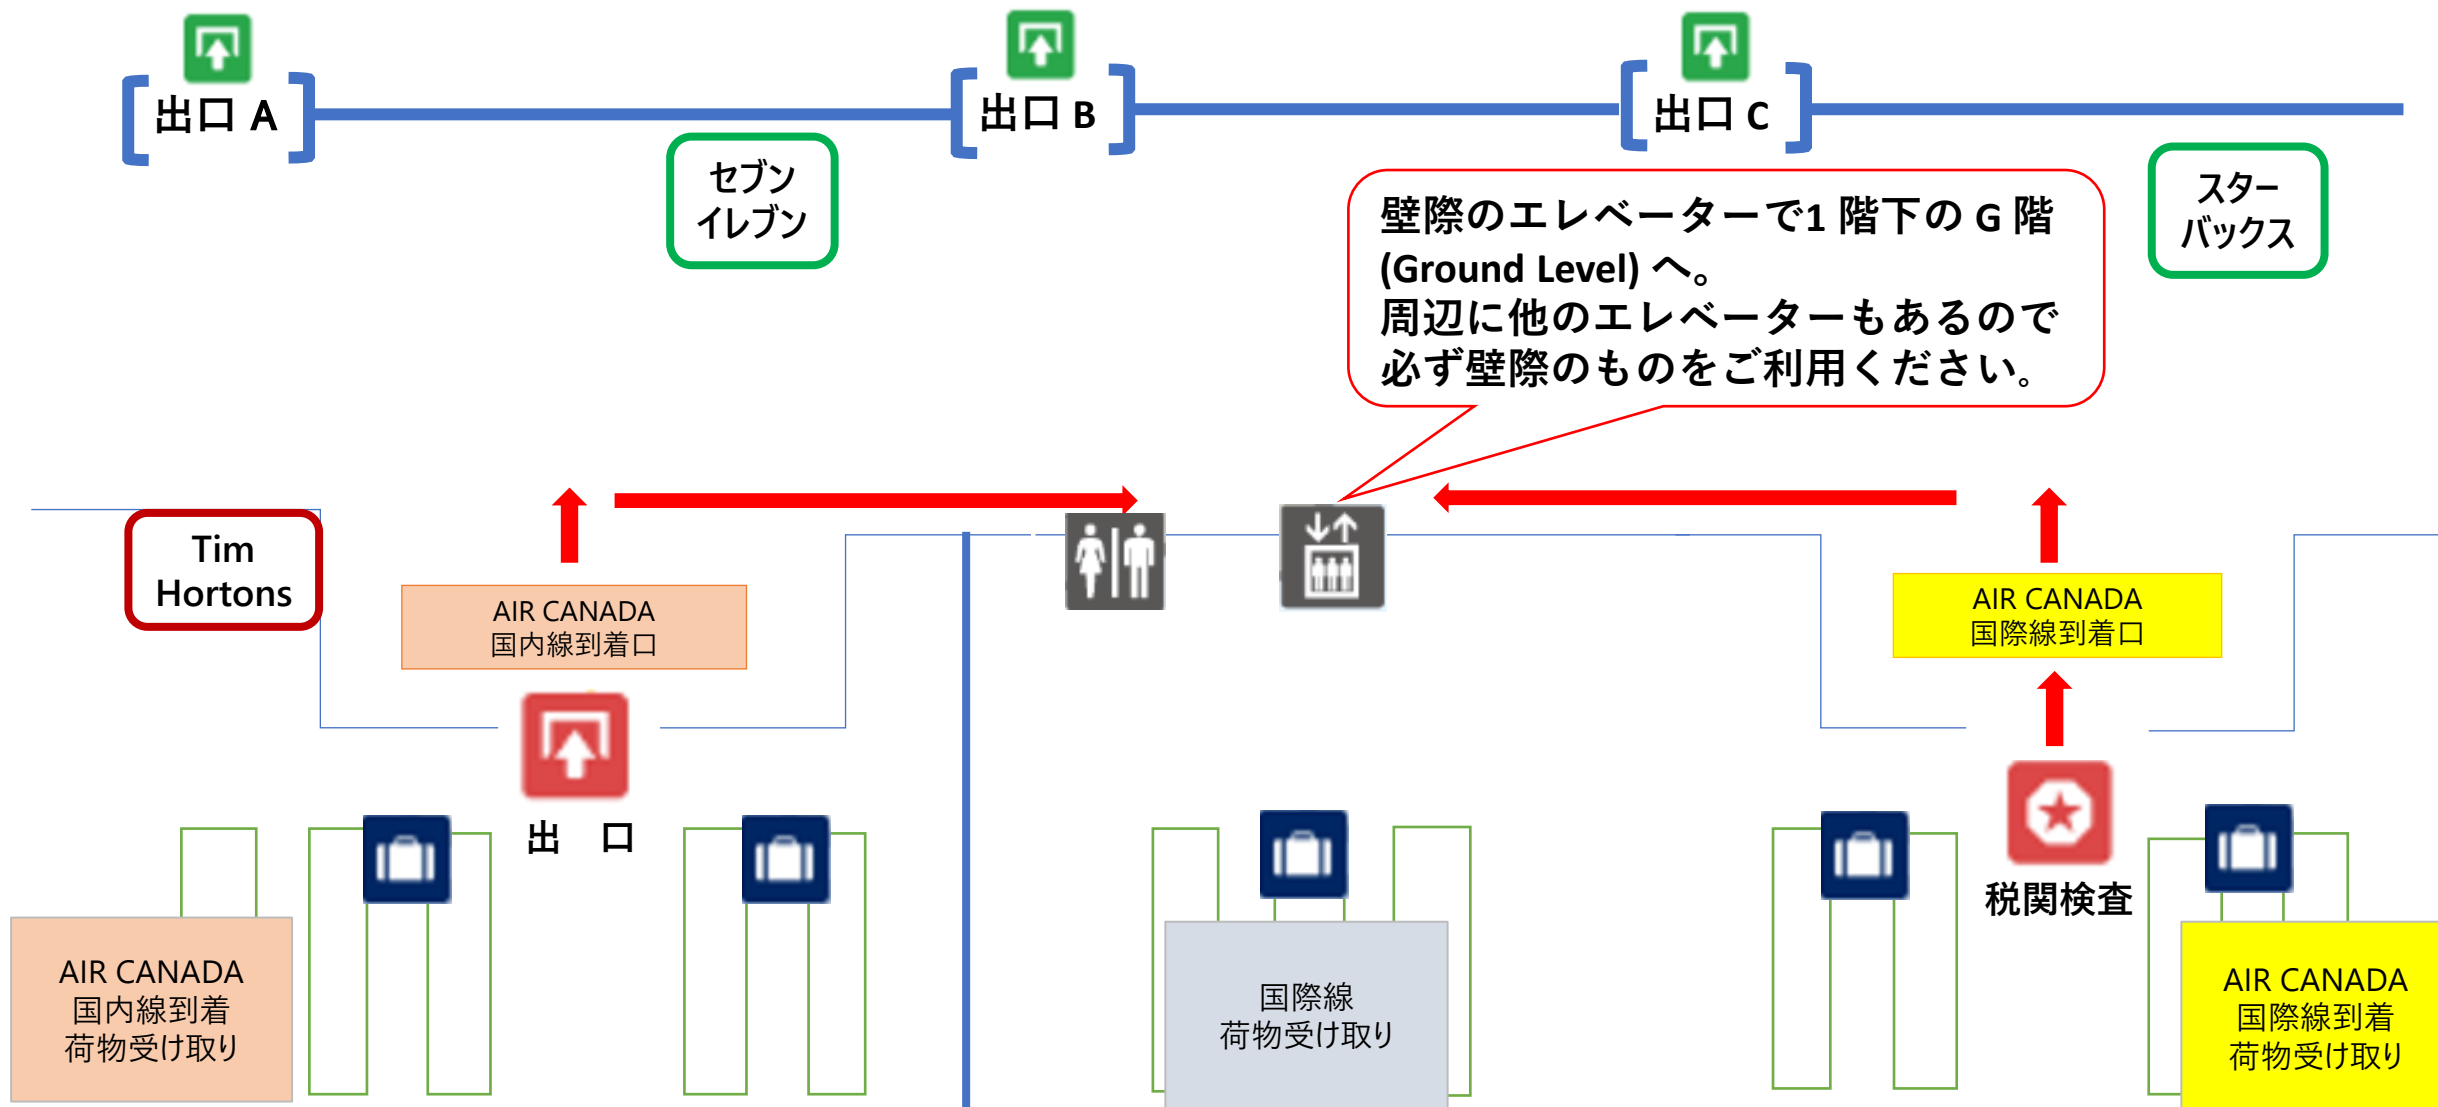 出口 A
出口 B
出口 C
セブン
イレブン
スター
バックス
壁際のエレベーターで1 階下の G 階
(Ground Level) へ。
周辺に他のエレベーターもあるので
必ず壁際のものをご利用ください。
Tim
Hortons
AIR CANADA
国内線到着口
AIR CANADA
国際線到着口
出 口
税関検査
AIR CANADA
国内線到着
荷物受け取り
国際線
荷物受け取り
AIR CANADA
国際線到着
荷物受け取り